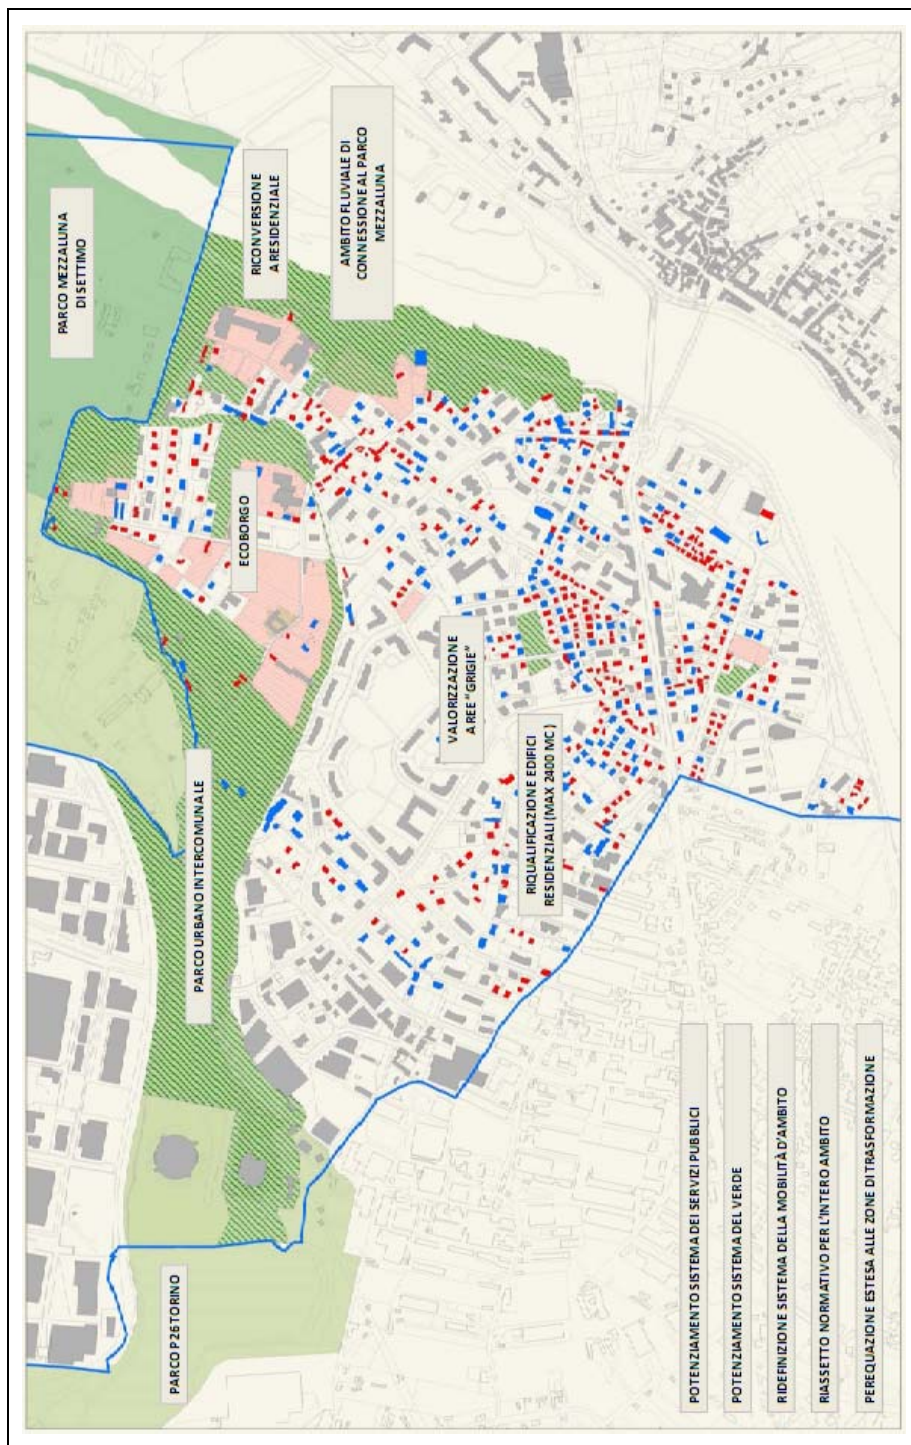 PARCO MEZZALUNA
DI SETTIMO
RICONVERSIONE
A RESIDENZIALE
AMBITO FLUVIALE DI
CONNESSIONE AL PARCO
MEZZALUNA
ECOBORGO
PARCO URBANO INTERCOMUNALE
VALORIZZAZIONE
AREE "GRIGIE"
RIQUALIFICAZIONE EDIFICI
RESIDENZIALI (MAX 2400 MC)
PARCO P26 TORINO
POTENZIAMENTO SISTEMA DEI SERVIZI PUBBLICI
POTENZIAMENTO SISTEMA DEL VERDE
RIDEFINIZIONE SISTEMA DELLA MOBILITÀ D'AMBITO
RIASSETTO NORMATIVO PER L'INTERO AMBITO
PEREQUAZIONE ESTESA ALLE ZONE DI TRASFORMAZIONE